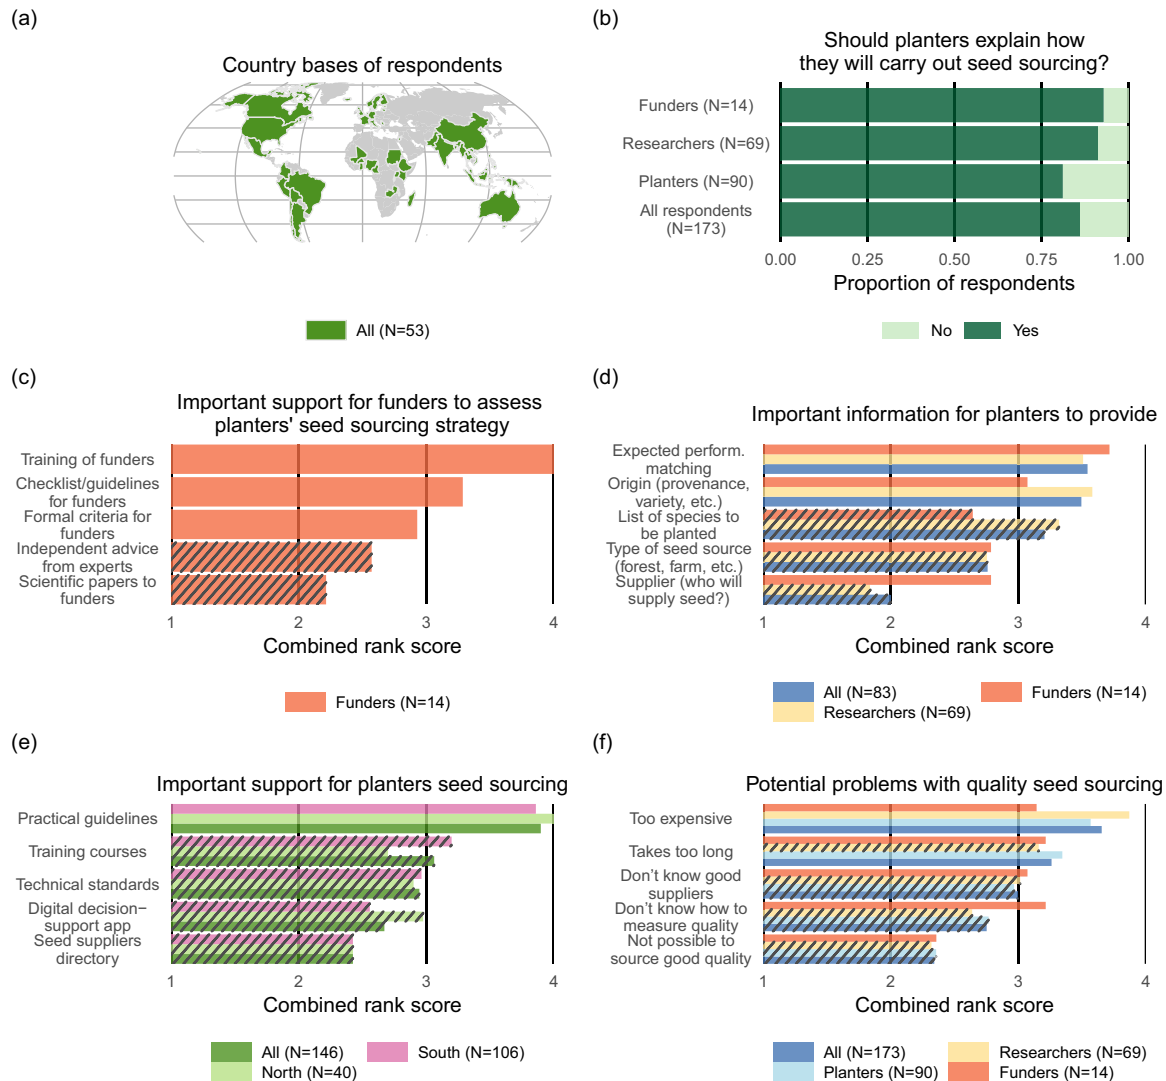 (a)
Country bases of respondents
All (N=53)
(b)
Should planters explain how
they will carry out seed sourcing?
Funders (N=14)
Researchers (N=69)
Planters (N=90)
All respondents
(N=173)
0.00 0.25 0.50 0.75 1.00
Proportion of respondents
No Yes
(c)
Important support for funders to assess
planters' seed sourcing strategy
Training of funders
Checklist/guidelines
for funders
Formal criteria for
funders
Independent advice
from experts
Scientific papers to
funders
1 2 3 4
Combined rank score
Funders (N=14)
(d)
Important information for planters to provide
Expected perform.
matching
Origin (provenance,
variety, etc.)
List of species to
be planted
Type of seed source
(forest, farm, etc.)
Supplier (who will
supply seed?)
1 2 3 4
Combined rank score
All (N=83) Funders (N=14)
Researchers (N=69)
(e)
Important support for planters seed sourcing
Practical guidelines
Training courses
Technical standards
Digital decision−
support app
Seed suppliers
directory
1 2 3 4
Combined rank score
All (N=146) South (N=106)
North (N=40)
(f)
Potential problems with quality seed sourcing
Too expensive
Takes too long
Don't know good
suppliers
Don't know how to
measure quality
Not possible to
source good quality
1 2 3 4
Combined rank score
All (N=173) Researchers (N=69)
Planters (N=90) Funders (N=14)